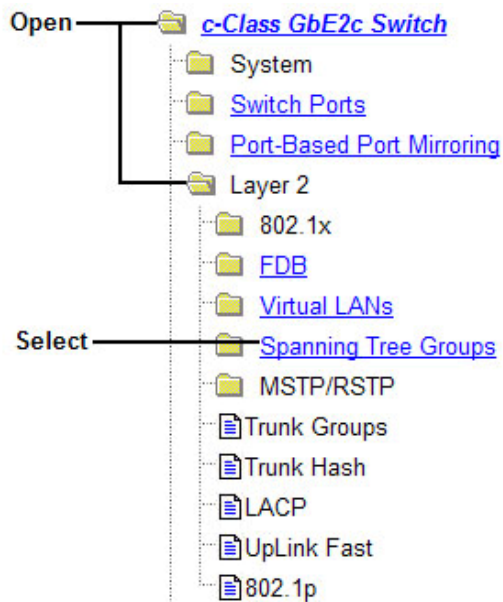 Open c-Class GbE2c Switch
System
Switch Ports
Port-Based Port Mirroring
Layer 2
802.1x
FDB
Virtual LANs
Select Spanning Tree Groups
MSTP/RSTP
Trunk Groups
Trunk Hash
LACP
UpLink Fast
802.1p